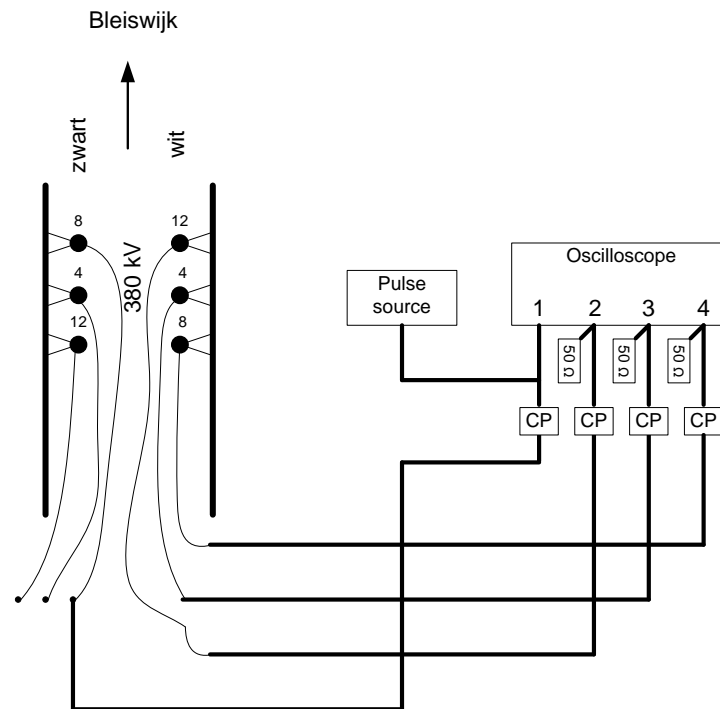 Bleiswijk
zwart
wit
8
12
4
4
12
8
380 kV
Pulse
source
Oscilloscope
1 2 3 4
50 Ω
50 Ω
50 Ω
CP
CP
CP
CP